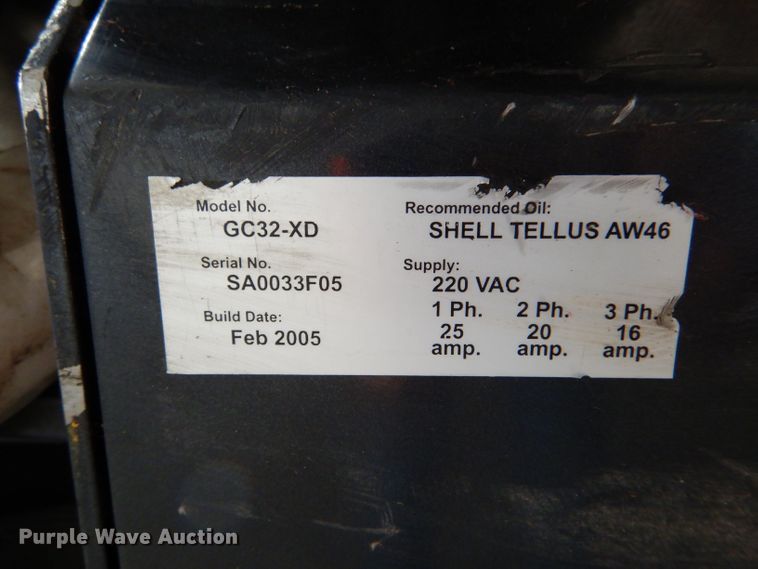 Model No.
GC32-XD
Serial No.
SA0033F05
Build Date:
Feb 2005
Recommended Oil:
SHELL TELLUS AW46
Supply:
220 VAC
1 Ph. 2 Ph. 3 Ph.
25 20 16
amp. amp. amp.
Purple Wave Auction